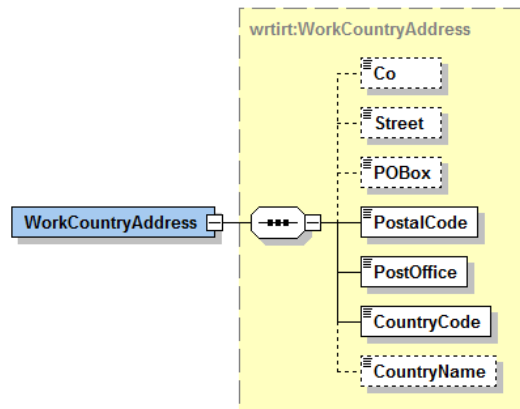 wrtirt:WorkCountryAddress
Co
Street
POBox
WorkCountryAddress
PostalCode
PostOffice
CountryCode
CountryName